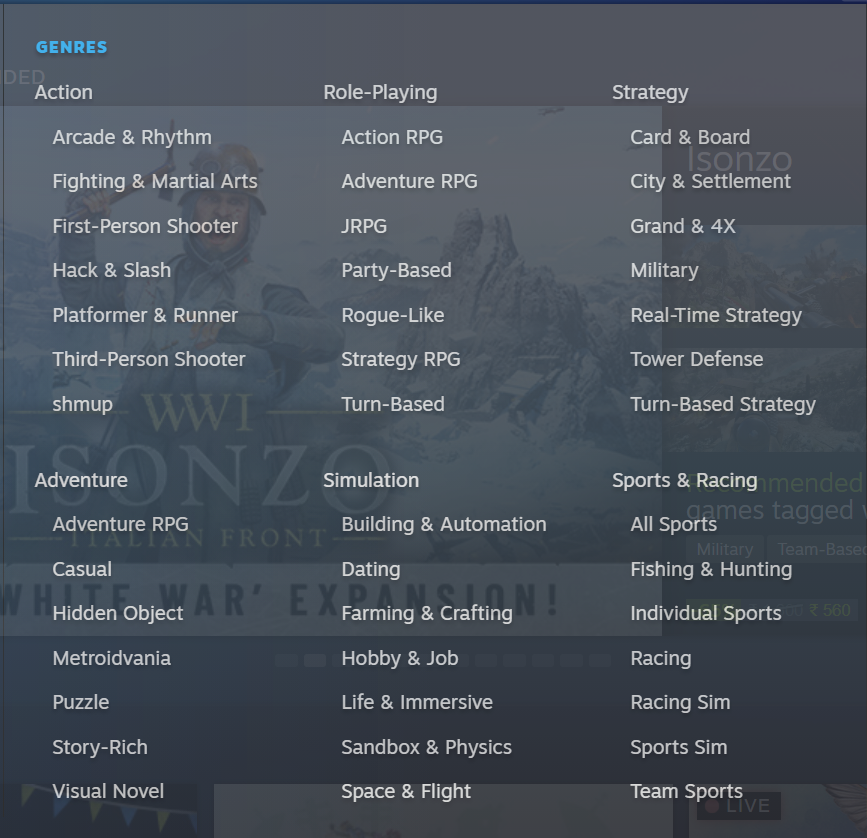 GENRES
DED
Action
Arcade & Rhythm
Fighting & Martial Arts
First-Person Shooter
Hack & Slash
Platformer & Runner
Third-Person Shooter
shmup
Role-Playing
Action RPG
Adventure RPG
JRPG
Party-Based
Rogue-Like
Strategy RPG
Turn-Based
Strategy
Card & Board
City & Settlement
Grand & 4X
Military
Real-Time Strategy
Tower Defense
Turn-Based Strategy
Adventure
Adventure RPG
Casual
Hidden Object
Metroidvania
Puzzle
Story-Rich
Visual Novel
Simulation
Building & Automation
Dating
Farming & Crafting
Hobby & Job
Life & Immersive
Sandbox & Physics
Space & Flight
Sports & Racing
All Sports
Fishing & Hunting
Individual Sports
Racing
Racing Sim
Sports Sim
Team Sports
WWI
ISONZO
ITALIAN FRONT
WHITE WAR' EXPANSION!
Isonzo
Recommended
games tagged
Military
Team-Based
₹ 560
LIVE